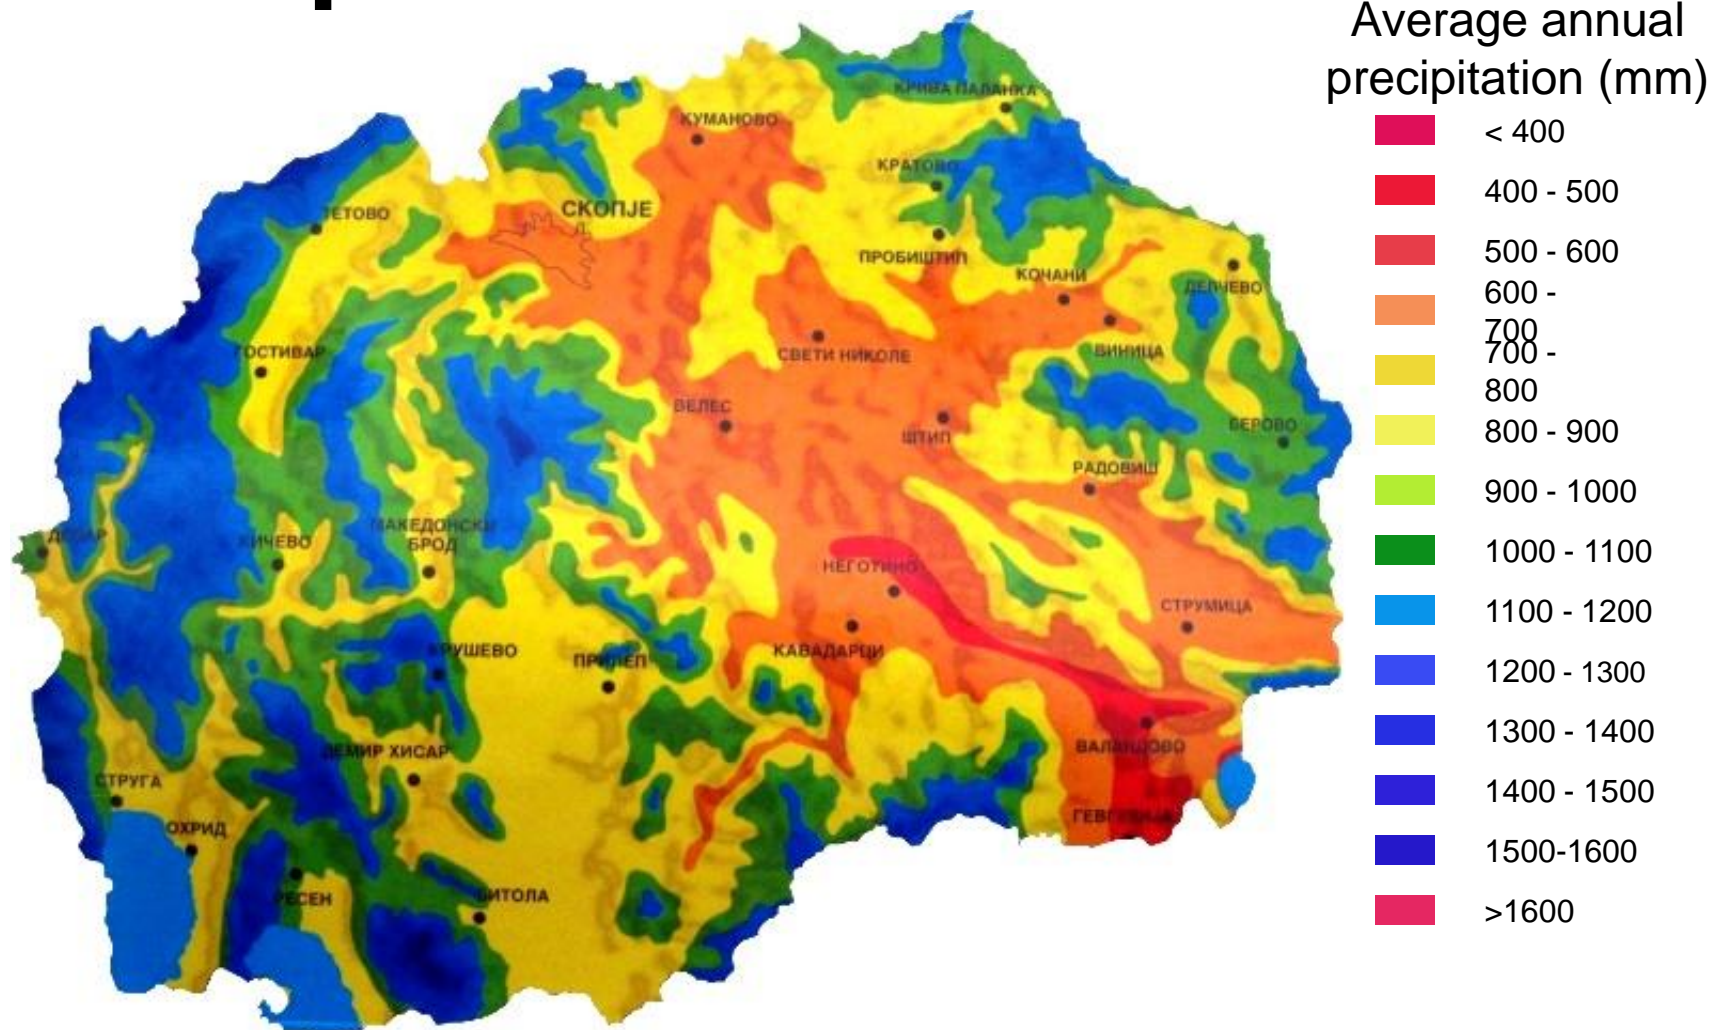 Average annual
precipitation (mm)
< 400
400 - 500
500 - 600
600 -
700
700 -
800
800 - 900
900 - 1000
1000 - 1100
1100 - 1200
1200 - 1300
1300 - 1400
1400 - 1500
1500-1600
>1600
КРИВА ПАЛАНКА
КУМАНОВО
КРАТОВО
СКОПЈЕ
ТЕТОВО
ПРОБИШТИП
КОЧАНИ
ДЕЛЧЕВО
ГОСТИВАР
СВЕТИ НИКОЛЕ
ВИНИЦА
ВЕЛЕС
ШТИП
БЕРОВО
РАДОВИШ
ДЕБАР
КИЧЕВО
МАКЕДОНСКИ
БРОД
НЕГОТИНО
СТРУМИЦА
КРУШЕВО
ПРИЛЕП
КАВАДАРЦИ
ДЕМИР ХИСАР
ВАЛАНДОВО
СТРУГА
ГЕВГЕЛИЈА
ОХРИД
РЕСЕН
БИТОЛА